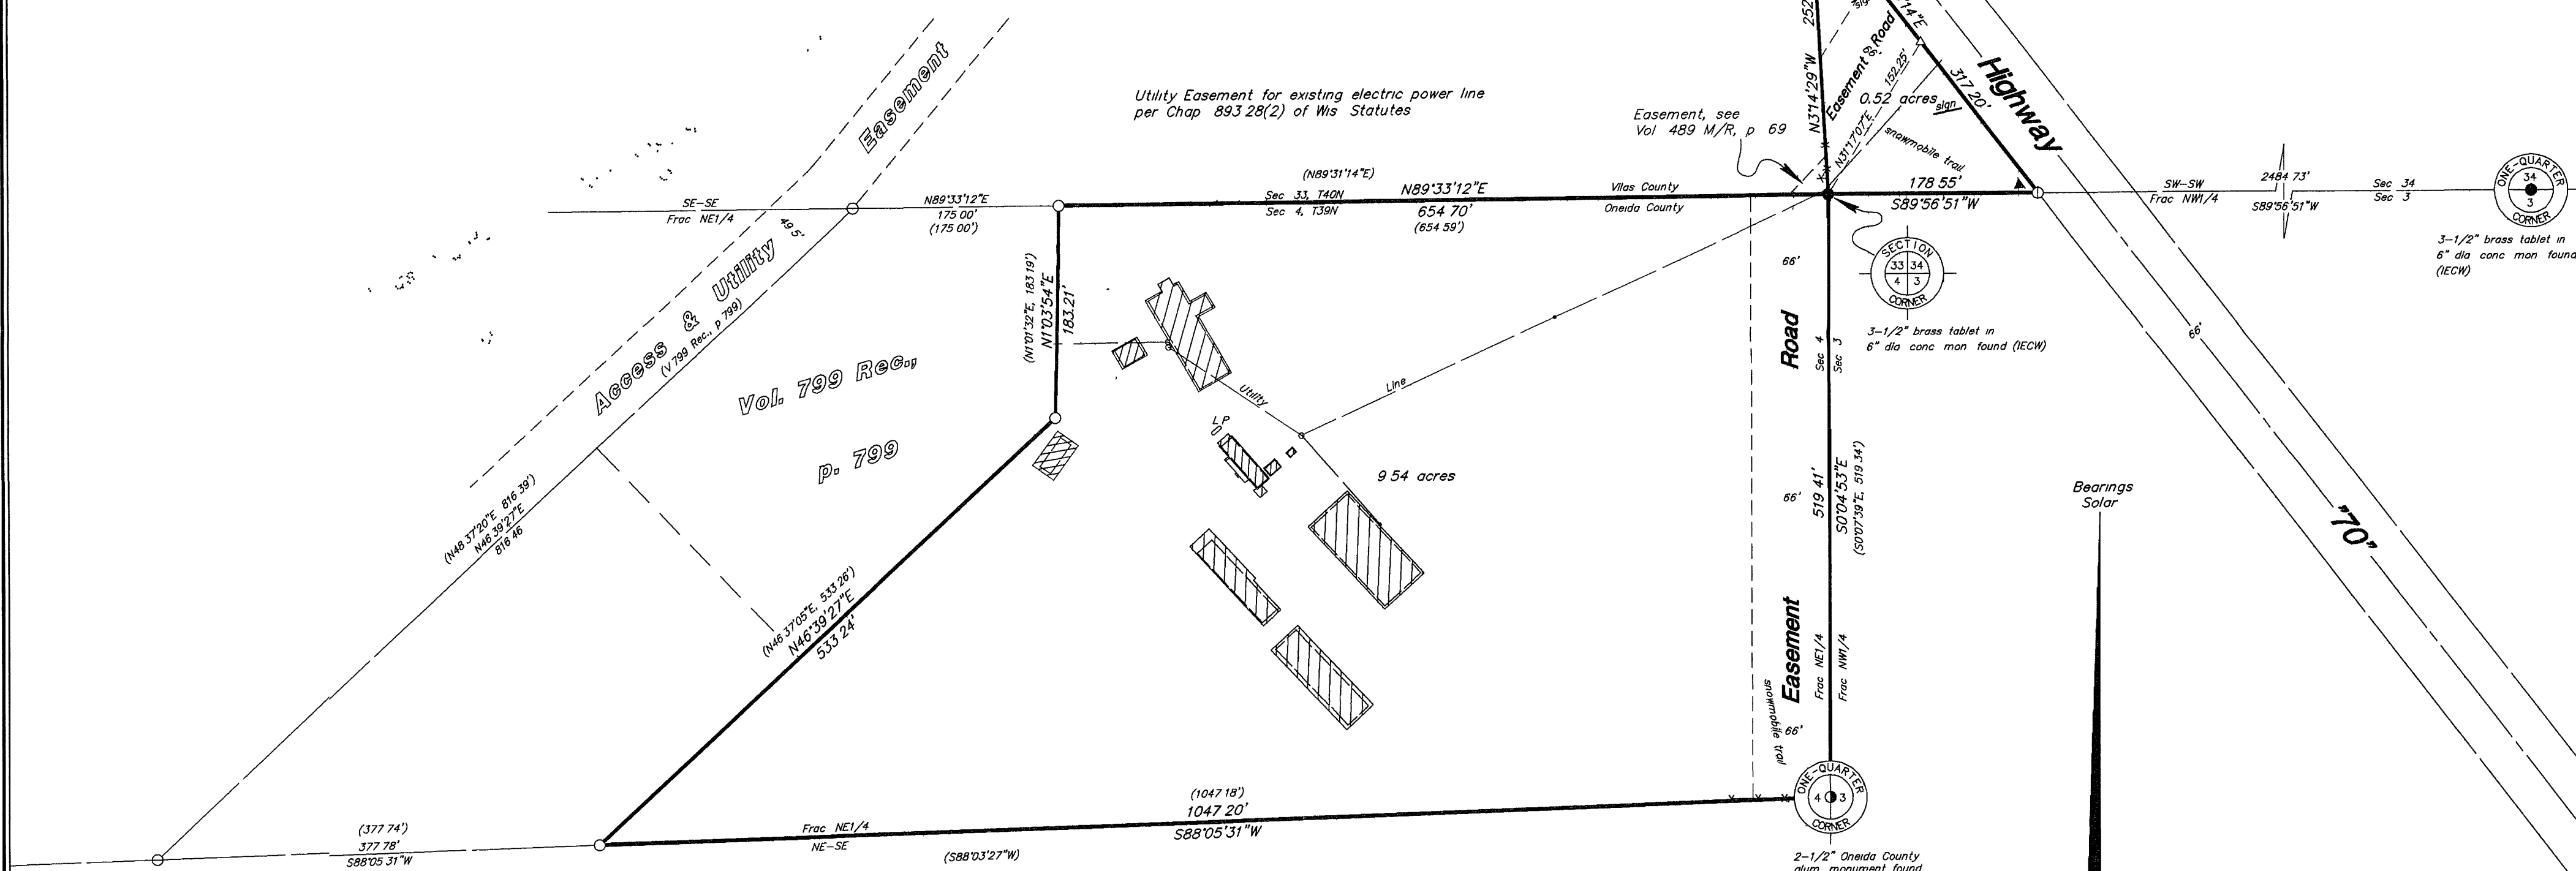 Easement
Access & Utility
49 5'
(V 799 Rec., p 799)
Vol. 799 Rec.,
p. 799
Utility Easement for existing electric power line
per Chap 893 28(2) of Wis Statutes
Easement, see
Vol 489 M/R, p 69
N3°14'29"W
252
Easement Road
66'
N31°17'07"E 152.25'
0.52 acres
sign
snowmobile trail
14"E
317 20'
Highway
"70"
66'
SE-SE
Frac NE1/4
N89°33'12"E
175 00'
(175 00')
(N89°31'14"E)
Sec 33, T40N
Sec 4, T39N
N89°33'12"E
654 70'
(654 59')
Vilas County
Oneida County
178 55'
S89°56'51"W
SW-SW
Frac NW1/4
2484 73'
S89°56'51"W
Sec 34
Sec 3
ONE-QUARTER
34
3
CORNER
3-1/2" brass tablet in
6" dia conc mon found
(IECW)
SECTION
33 34
4 3
CORNER
3-1/2" brass tablet in
6" dia conc mon found (IECW)
(N1°01'32"E, 183 19')
N1°03'54"E
183.21'
Utility
Line
LP
9 54 acres
66'
Road
Sec 4
Sec 3
66'
519 41'
S0°04'53"E
(S0°07'39"E, 519 34')
Easement
Frac NE1/4
Frac NW1/4
snowmobile trail
66'
Bearings
Solar
(N48 37'20"E 816 39')
N46 39'27"E
816 46
(N46 37'05"E, 533 26')
N46°39'27"E
533 24'
(377 74')
377 78'
S88°05 31"W
Frac NE1/4
NE-SE
(S88°03'27"W)
(1047 18')
1047 20'
S88°05'31"W
ONE-QUARTER
4 3
CORNER
2-1/2" Oneida County
alum monument found